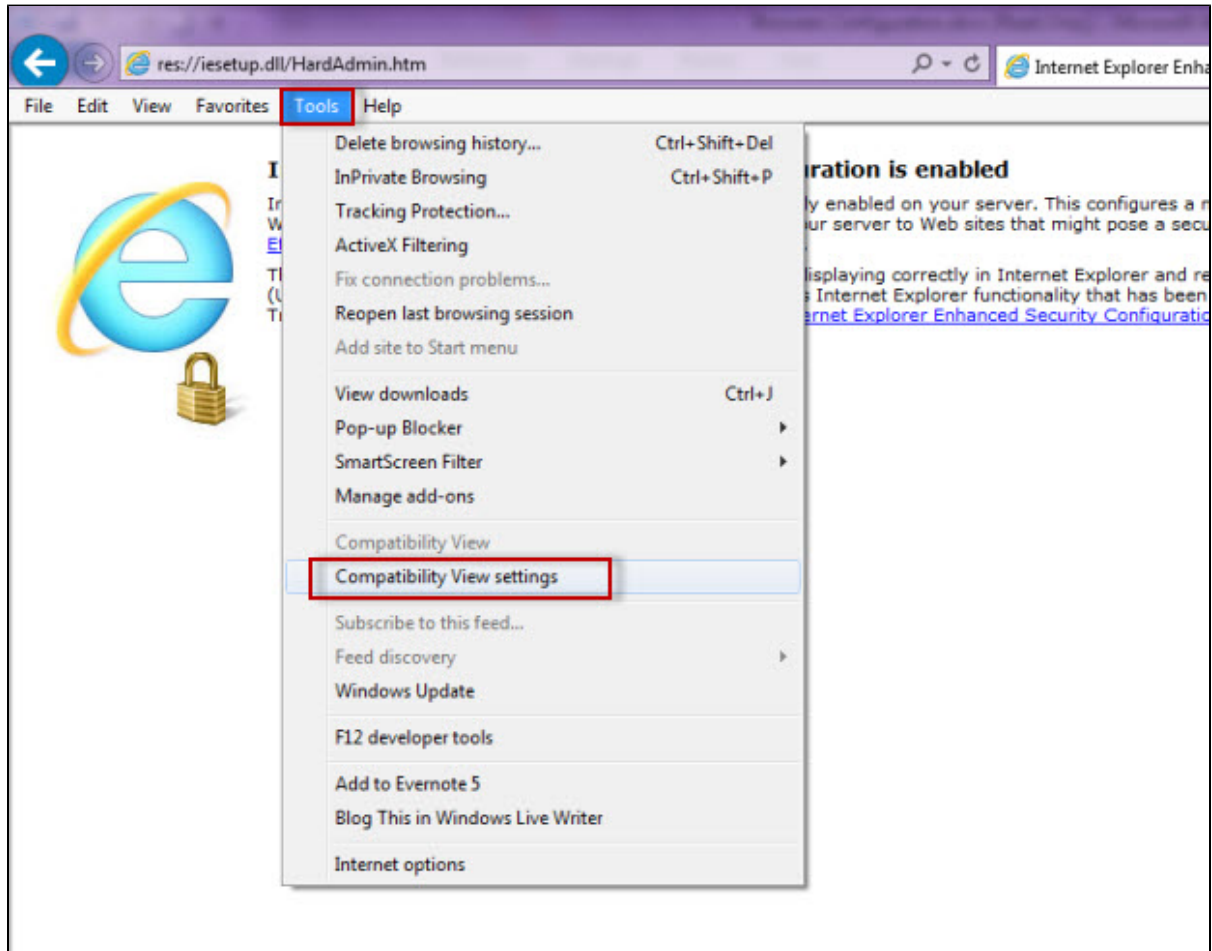 res://iesetup.dll/HardAdmin.htm
Internet Explorer Enha
File Edit View Favorites Tools Help
Delete browsing history... Ctrl+Shift+Del
InPrivate Browsing Ctrl+Shift+P
Tracking Protection...
ActiveX Filtering
Fix connection problems...
Reopen last browsing session
Add site to Start menu
View downloads Ctrl+J
Pop-up Blocker
SmartScreen Filter
Manage add-ons
Compatibility View
Compatibility View settings
Subscribe to this feed...
Feed discovery
Windows Update
F12 developer tools
Add to Evernote 5
Blog This in Windows Live Writer
Internet options
uration is enabled
ly enabled on your server. This configures a
ur server to Web sites that might pose a secu
displaying correctly in Internet Explorer and re
Internet Explorer functionality that has been
ernet Explorer Enhanced Security Configuratio